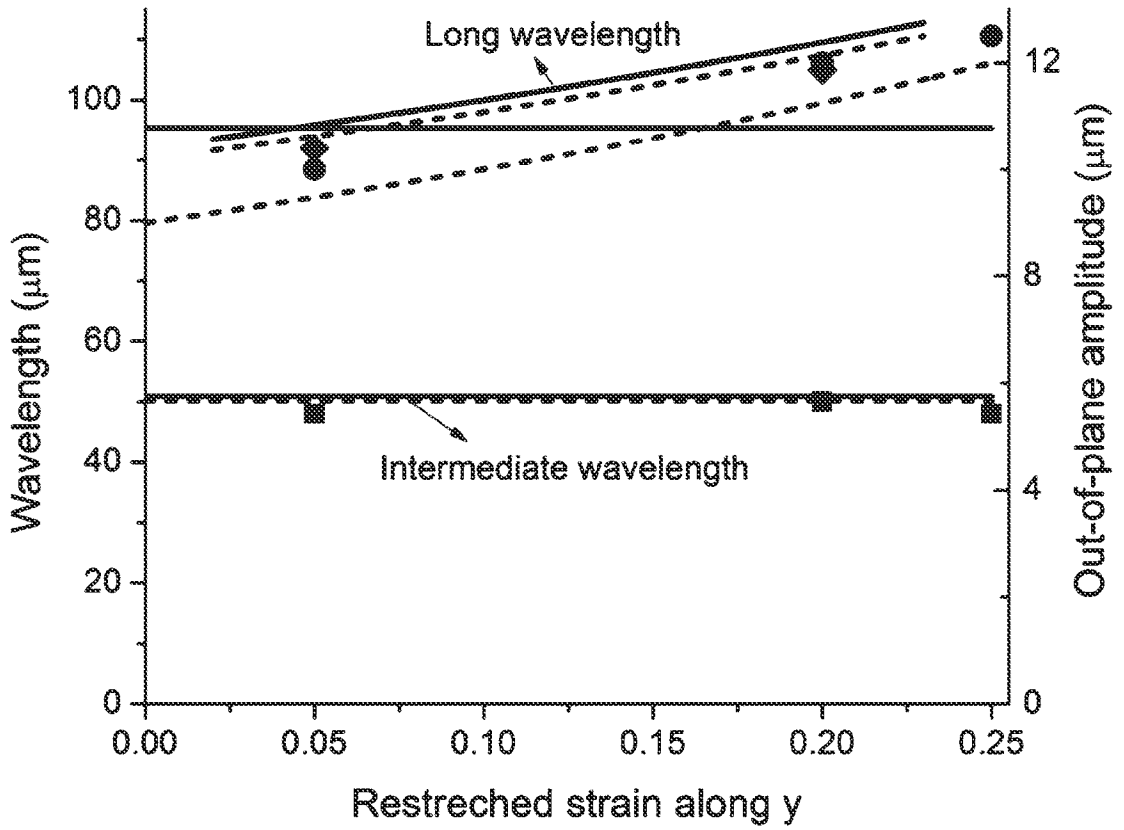 Long wavelength
Intermediate wavelength
Wavelength (μm)
100
80
60
40
20
0
Out-of-plane amplitude (μm)
12
8
4
0
0.00 0.05 0.10 0.15 0.20 0.25
Restreched strain along y